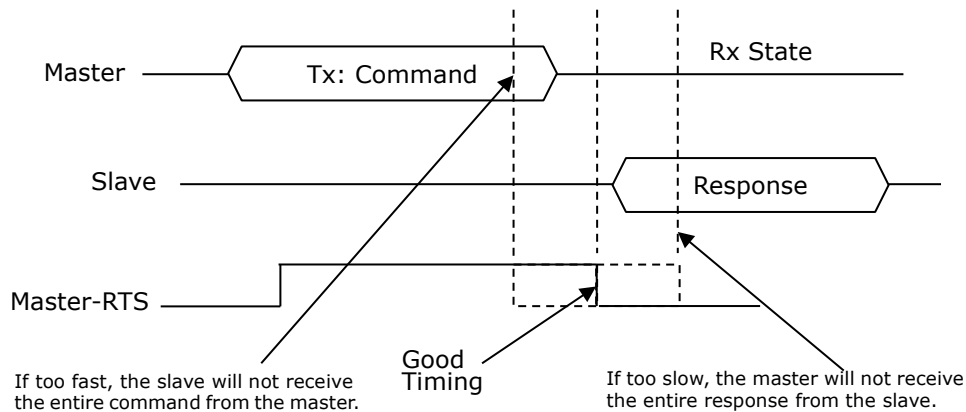 Master
Tx: Command
Rx State
Slave
Response
Master-RTS
Good
Timing
If too fast, the slave will not receive
the entire command from the master.
If too slow, the master will not receive
the entire response from the slave.